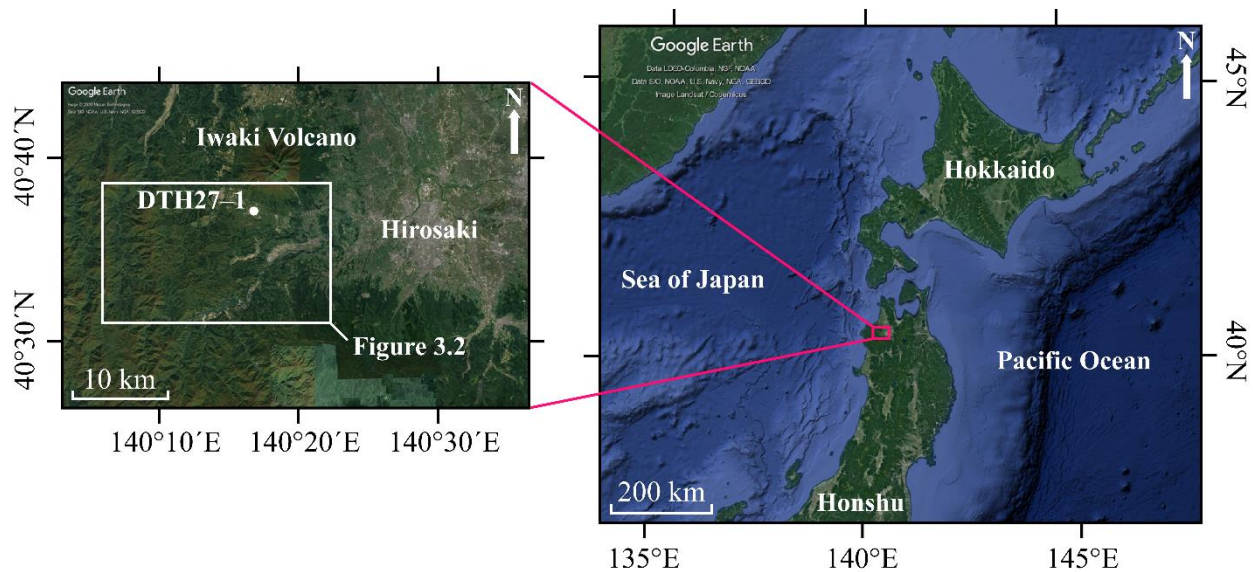 Google Earth
N
Iwaki Volcano
DTH27–1
Hirosaki
Figure 3.2
10 km
40°40´N
40°30´N
140°10´E
140°20´E
140°30´E
Google Earth
Data LDEO-Columbia, NSF, NOAA
Data SIO, NOAA, U.S. Navy, NGA, GEBCO
Image Landsat / Copernicus
N
Hokkaido
Sea of Japan
Pacific Ocean
Honshu
200 km
45°N
40°N
135°E
140°E
145°E